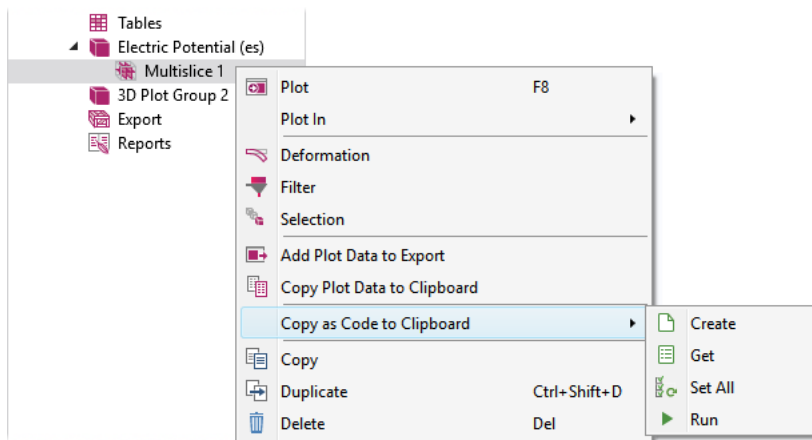 Tables
Electric Potential (es)
Multislice 1
3D Plot Group 2
Export
Reports
Plot F8
Plot In
Deformation
Filter
Selection
Add Plot Data to Export
Copy Plot Data to Clipboard
Copy as Code to Clipboard
Copy
Duplicate Ctrl+Shift+D
Delete Del
Create
Get
Set All
Run